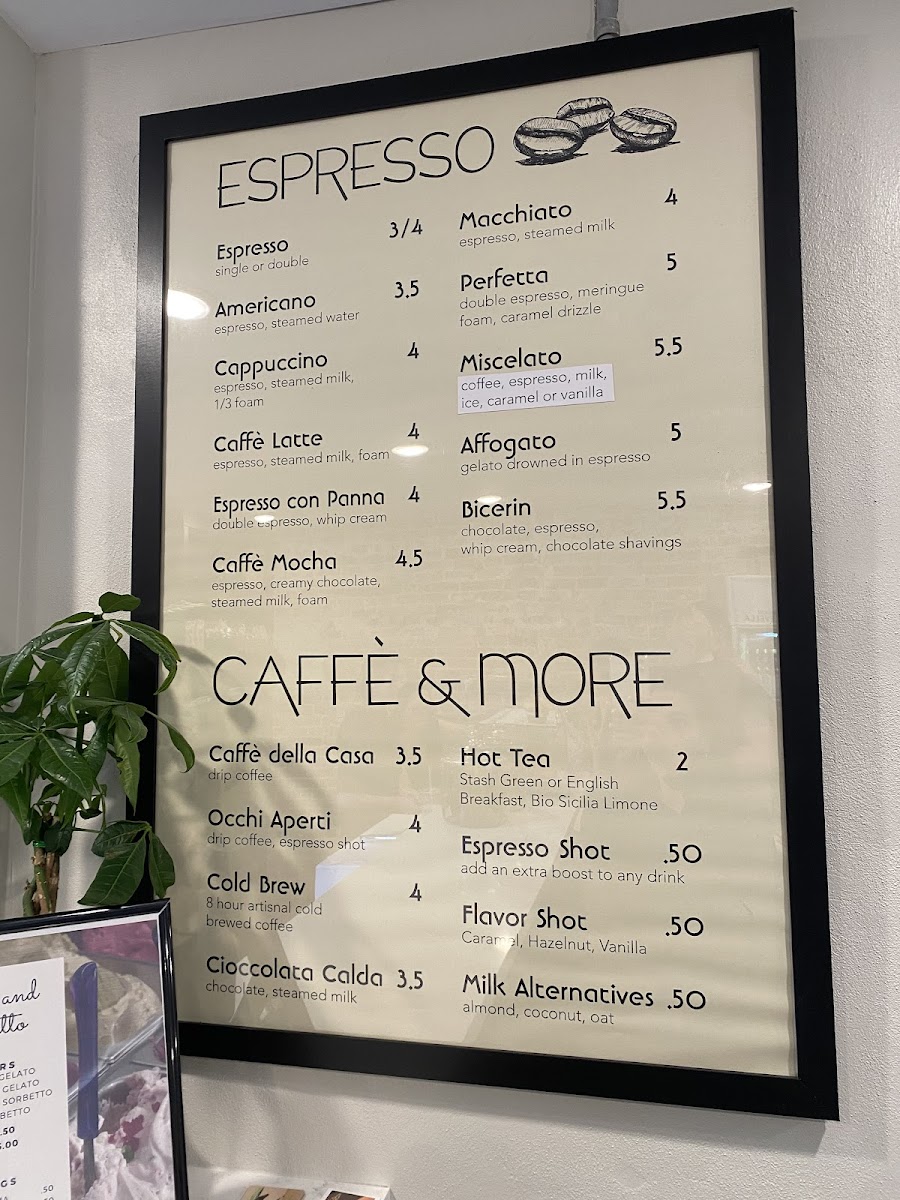 ESPRESSO
Espresso 3/4
single or double
Americano 3.5
espresso, steamed water
Cappuccino 4
espresso, steamed milk,
1/3 foam
Caffè Latte 4
espresso, steamed milk, foam
Espresso con Panna 4
double espresso, whip cream
Caffè Mocha 4.5
espresso, creamy chocolate,
steamed milk, foam
Macchiato 4
espresso, steamed milk
Perfetta 5
double espresso, meringue
foam, caramel drizzle
Miscelato 5.5
coffee, espresso, milk,
ice, caramel or vanilla
Affogato 5
gelato drowned in espresso
Bicerin 5.5
chocolate, espresso,
whip cream, chocolate shavings
CAFFÈ & MORE
Caffè della Casa 3.5
drip coffee
Occhi Aperti 4
drip coffee, espresso shot
Cold Brew 4
8 hour artisnal cold
brewed coffee
Cioccolata Calda 3.5
chocolate, steamed milk
Hot Tea 2
Stash Green or English
Breakfast, Bio Sicilia Limone
Espresso Shot .50
add an extra boost to any drink
Flavor Shot .50
Caramel, Hazelnut, Vanilla
Milk Alternatives .50
almond, coconut, oat
and
GELATO
GELATO
SORBETTO
.50